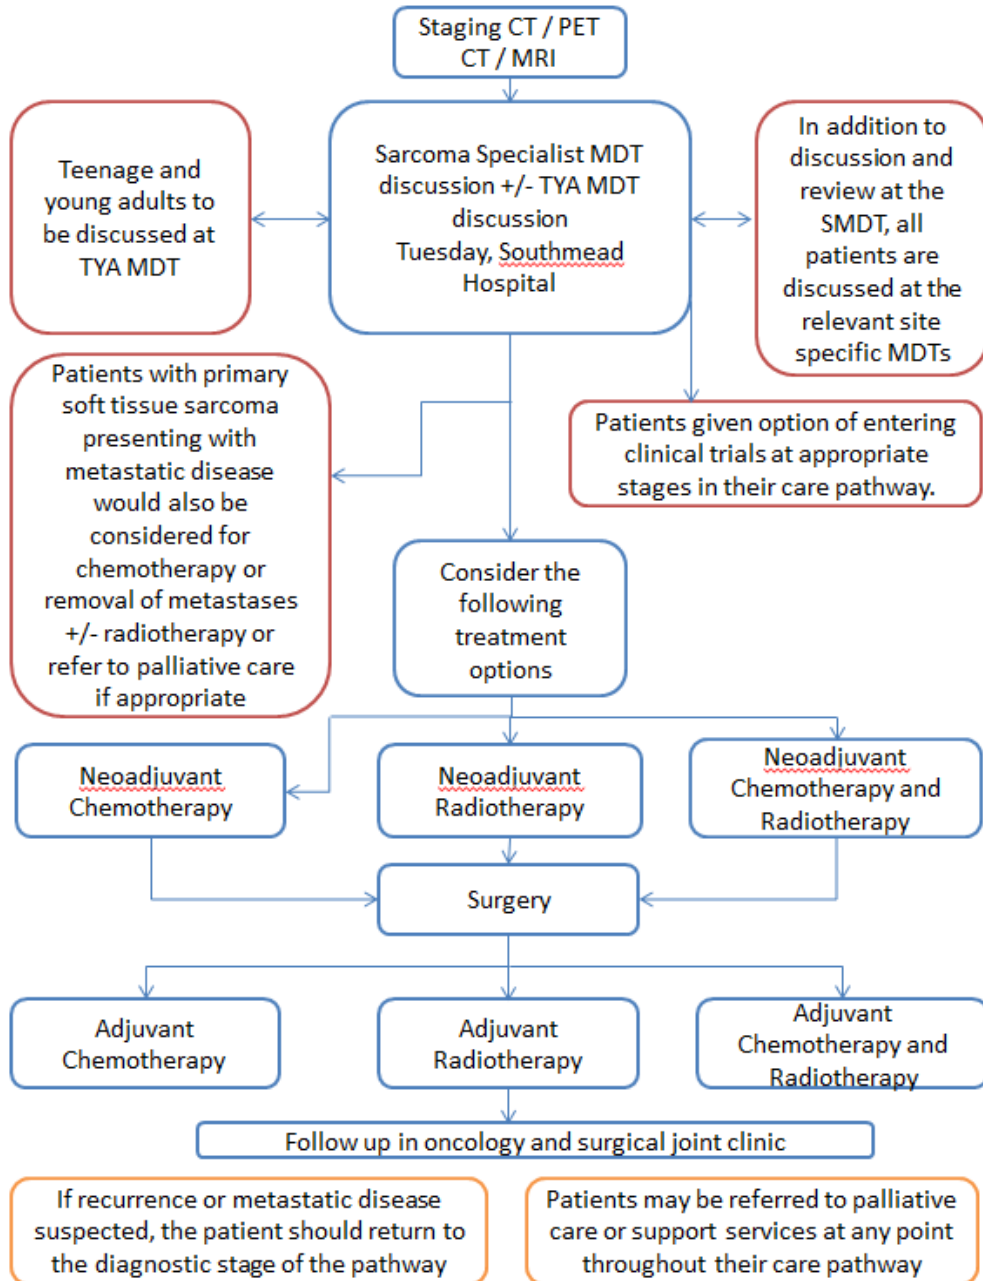 Staging CT / PET
CT / MRI
Teenage and
young adults to
be discussed at
TYA MDT
Sarcoma Specialist MDT
discussion +/- TYA MDT
discussion
Tuesday, Southmead
Hospital
In addition to
discussion and
review at the
SMDT, all
patients are
discussed at the
relevant site
specific MDTs
Patients with primary
soft tissue sarcoma
presenting with
metastatic disease
would also be
considered for
chemotherapy or
removal of metastases
+/- radiotherapy or
refer to palliative care
if appropriate
Patients given option of entering
clinical trials at appropriate
stages in their care pathway.
Consider the
following
treatment
options
Neoadjuvant
Chemotherapy
Neoadjuvant
Radiotherapy
Neoadjuvant
Chemotherapy and
Radiotherapy
Surgery
Adjuvant
Chemotherapy
Adjuvant
Radiotherapy
Adjuvant
Chemotherapy and
Radiotherapy
Follow up in oncology and surgical joint clinic
If recurrence or metastatic disease
suspected, the patient should return to
the diagnostic stage of the pathway
Patients may be referred to palliative
care or support services at any point
throughout their care pathway